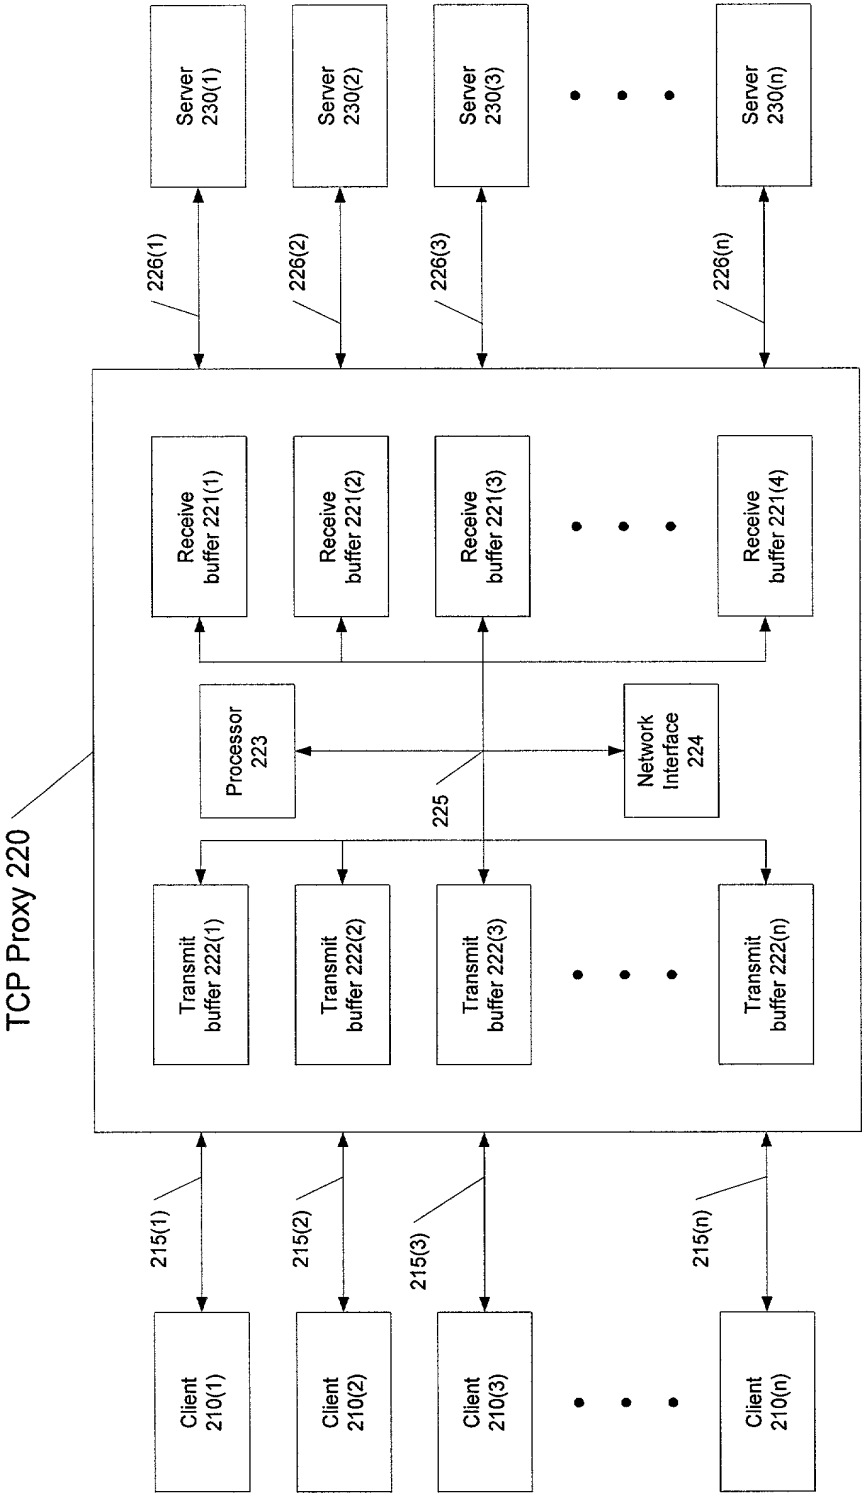 TCP Proxy 220
Client
210(1)
215(1)
Transmit
buffer 222(1)
Processor
223
Receive
buffer 221(1)
226(1)
Server
230(1)
Client
210(2)
215(2)
Transmit
buffer 222(2)
Receive
buffer 221(2)
226(2)
Server
230(2)
Client
210(3)
215(3)
Transmit
buffer 222(3)
225
Receive
buffer 221(3)
226(3)
Server
230(3)
Network
Interface
224
Client
210(n)
215(n)
Transmit
buffer 222(n)
Receive
buffer 221(4)
226(n)
Server
230(n)